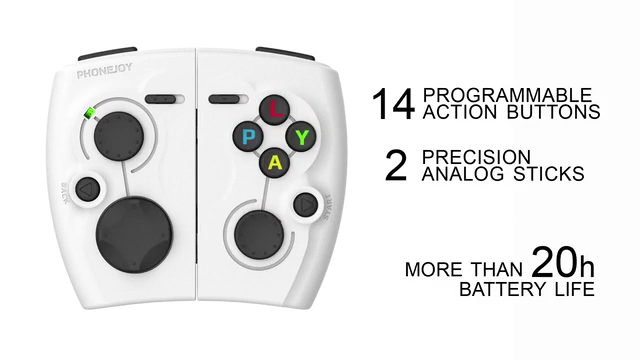 PHONEJOY
L
P Y
A
BACK
START
14 PROGRAMMABLE
ACTION BUTTONS
2 PRECISION
ANALOG STICKS
MORE THAN 20h
BATTERY LIFE